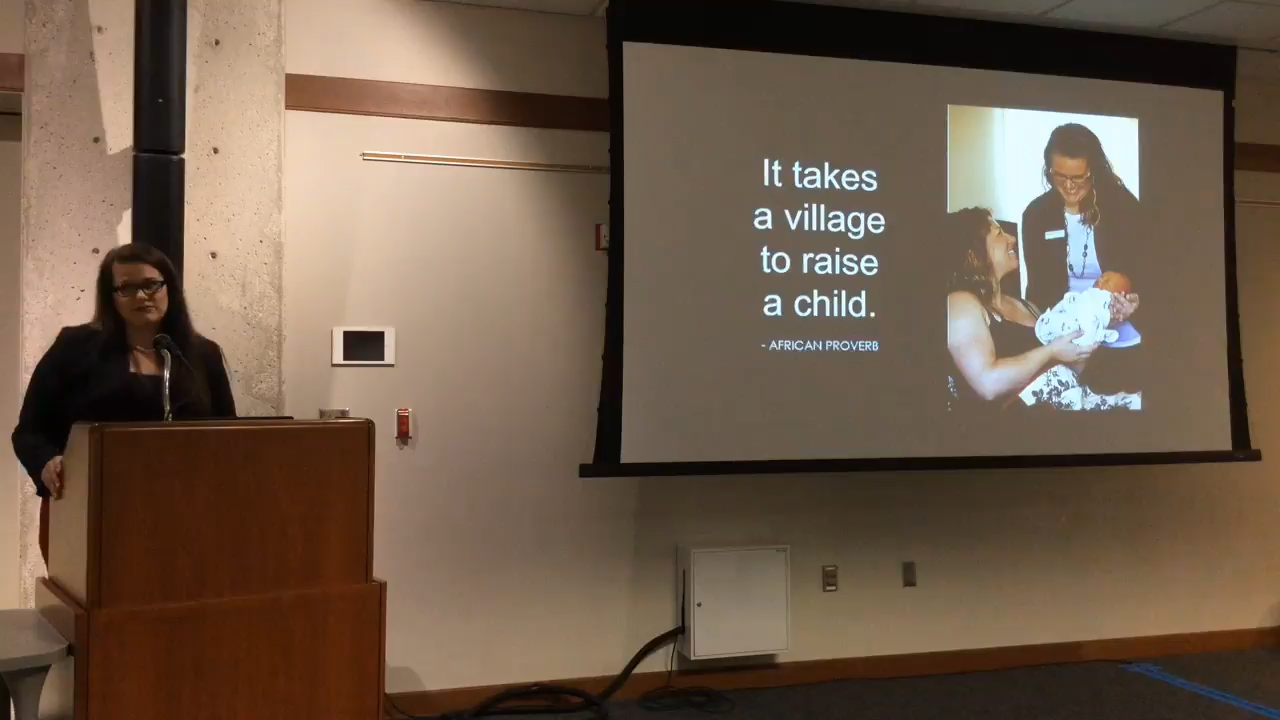 It takes
a village
to raise
a child.
- AFRICAN PROVERB